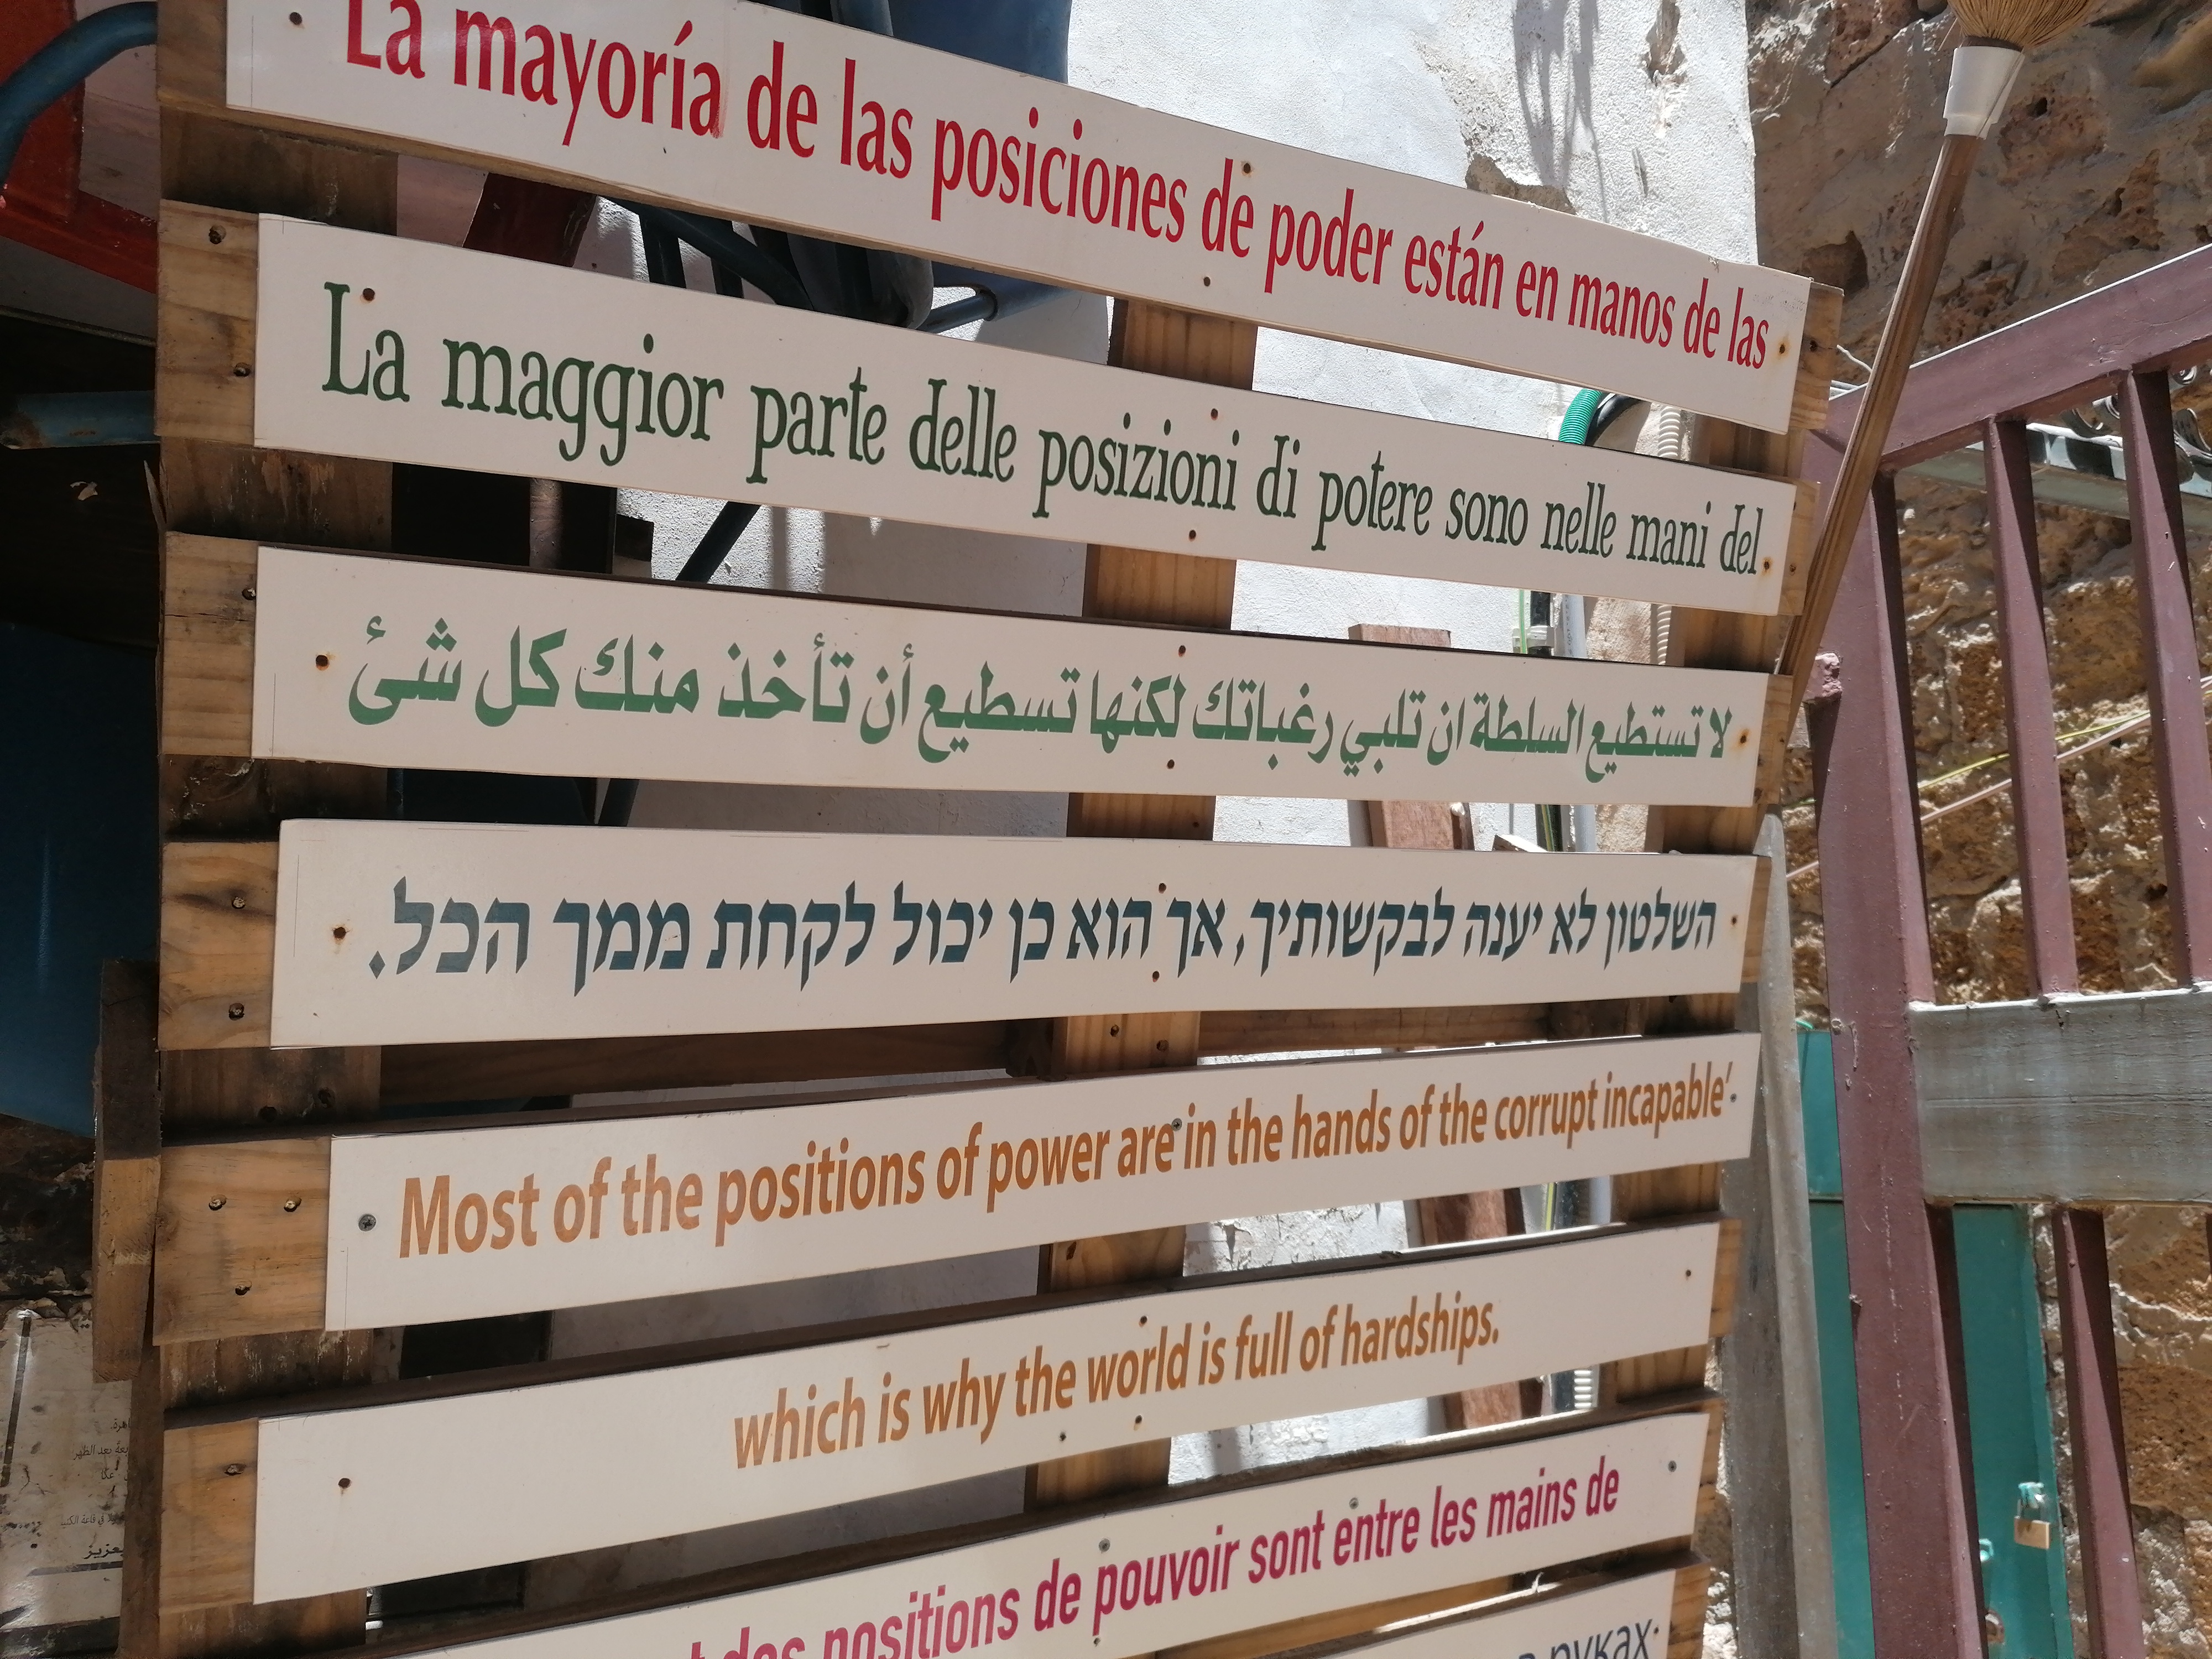 La mayoría de las posiciones de poder están en manos de las
La maggior parte delle posizioni di potere sono nelle mani del
لا تستطيع السلطة ان تلبي رغباتك لكنها تسطيع أن تأخذ منك كل شئ
השלטון לא יענה לבקשותיך, אך הוא כן יכול לקחת ממך הכל.
Most of the positions of power are in the hands of the corrupt incapable'
which is why the world is full of hardships.
des positions de pouvoir sont entre les mains de
руках